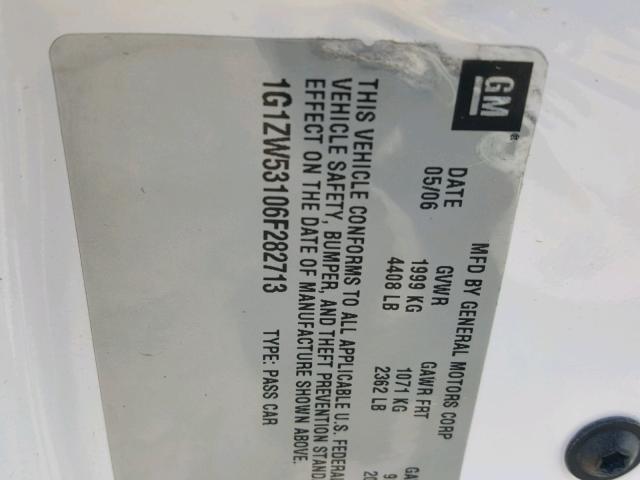 GM
MFD BY GENERAL MOTORS CORP
DATE GVWR GAWR FRT
05/06 1999 KG 1071 KG
4408 LB 2362 LB
THIS VEHICLE CONFORMS TO ALL APPLICABLE U.S. FEDERAL
VEHICLE SAFETY, BUMPER, AND THEFT PREVENTION STAND
EFFECT ON THE DATE OF MANUFACTURE SHOWN ABOVE.
1G1ZW53106F282713 TYPE: PASS CAR